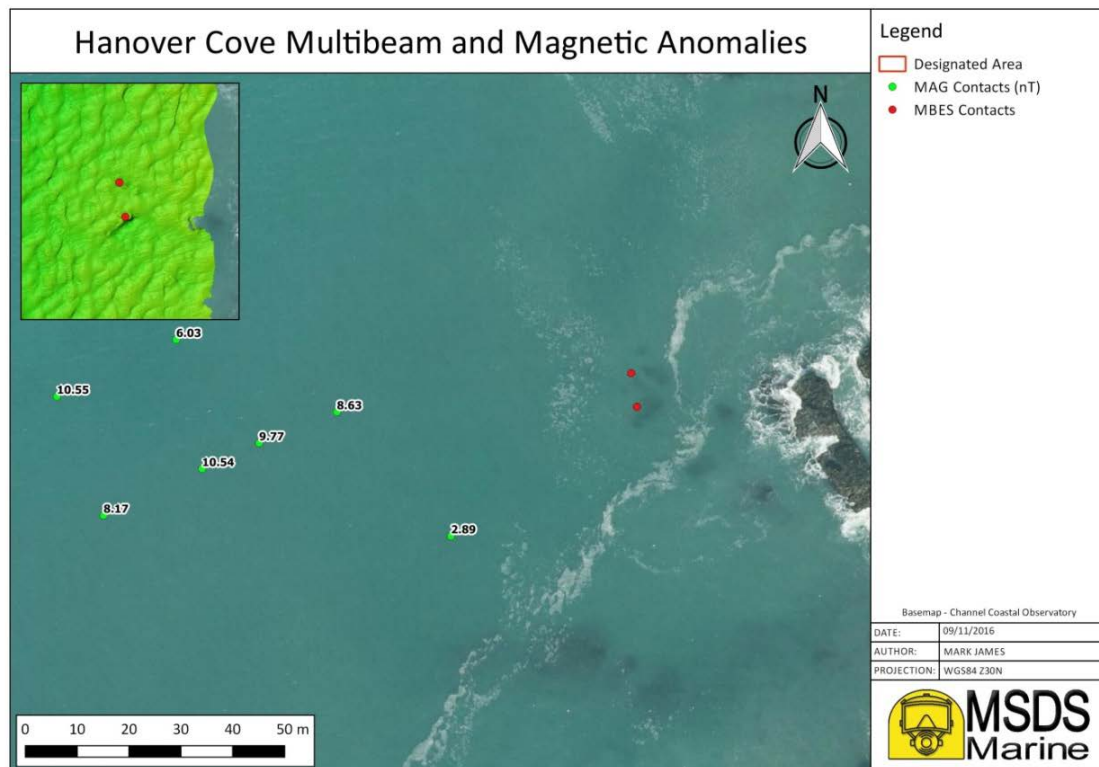 Hanover Cove Multibeam and Magnetic Anomalies
Legend
Designated Area
MAG Contacts (nT)
MBES Contacts
N
6.03
10.55
8.63
9.77
10.54
8.17
2.89
0 10 20 30 40 50 m
Basemap - Channel Coastal Observatory
DATE: 09/11/2016
AUTHOR: MARK JAMES
PROJECTION: WGS84 Z30N
MSDS
Marine